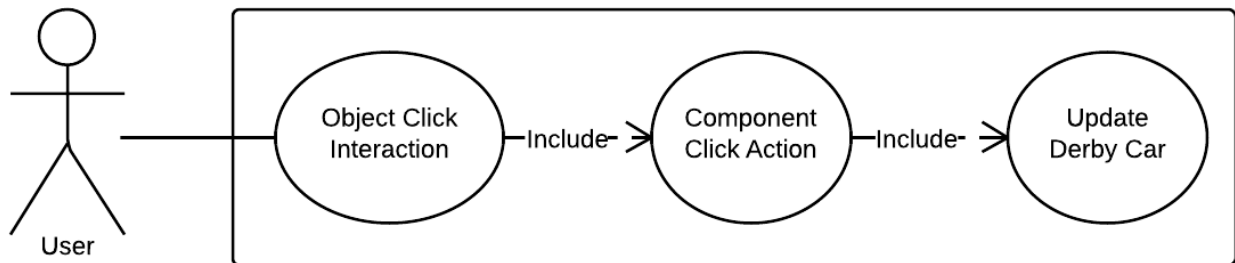 User
Object Click
Interaction
Include
Component
Click Action
Include
Update
Derby Car